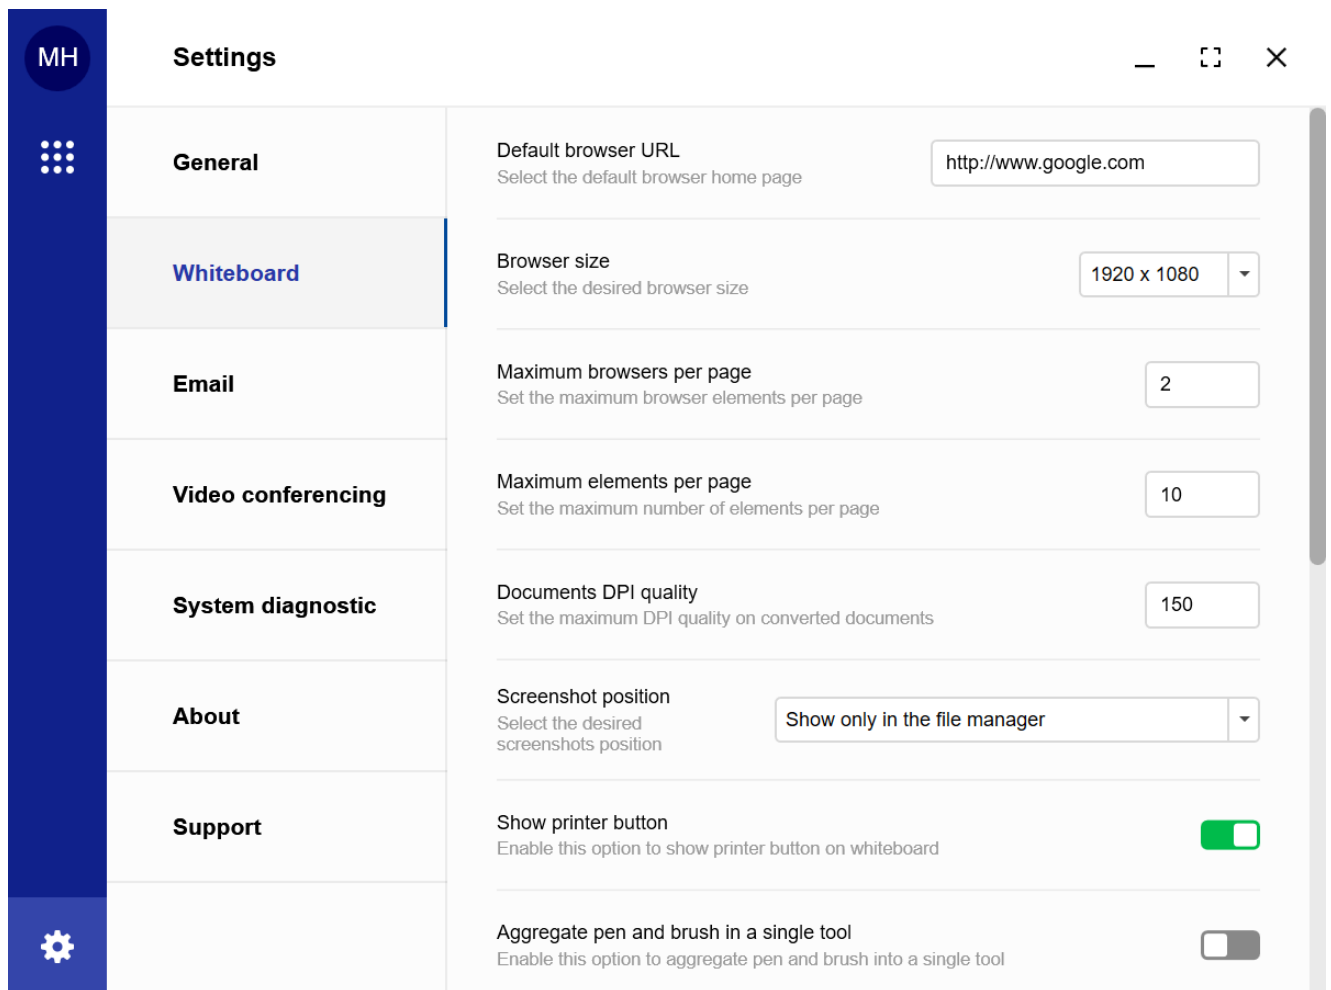 MH
Settings
General
Whiteboard
Email
Video conferencing
System diagnostic
About
Support
Default browser URL
Select the default browser home page
http://www.google.com
Browser size
Select the desired browser size
1920 x 1080
Maximum browsers per page
Set the maximum browser elements per page
2
Maximum elements per page
Set the maximum number of elements per page
10
Documents DPI quality
Set the maximum DPI quality on converted documents
150
Screenshot position
Select the desired
screenshots position
Show only in the file manager
Show printer button
Enable this option to show printer button on whiteboard
Aggregate pen and brush in a single tool
Enable this option to aggregate pen and brush into a single tool